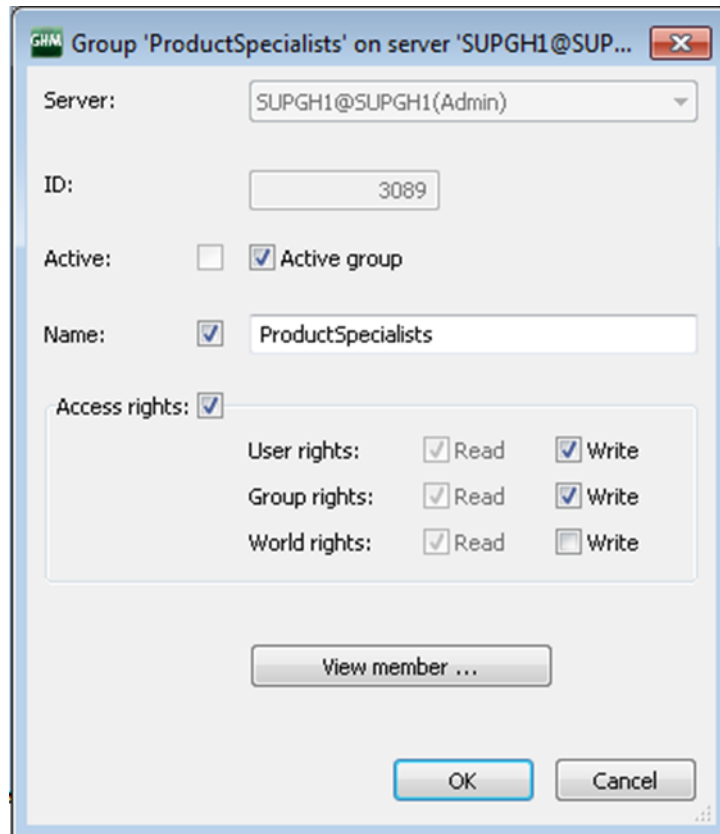 GHM Group 'ProductSpecialists' on server 'SUPGH1@SUP...
Server: SUPGH1@SUPGH1(Admin)
ID: 3089
Active: Active group
Name: ProductSpecialists
Access rights:
User rights: Read Write
Group rights: Read Write
World rights: Read Write
View member ...
OK Cancel